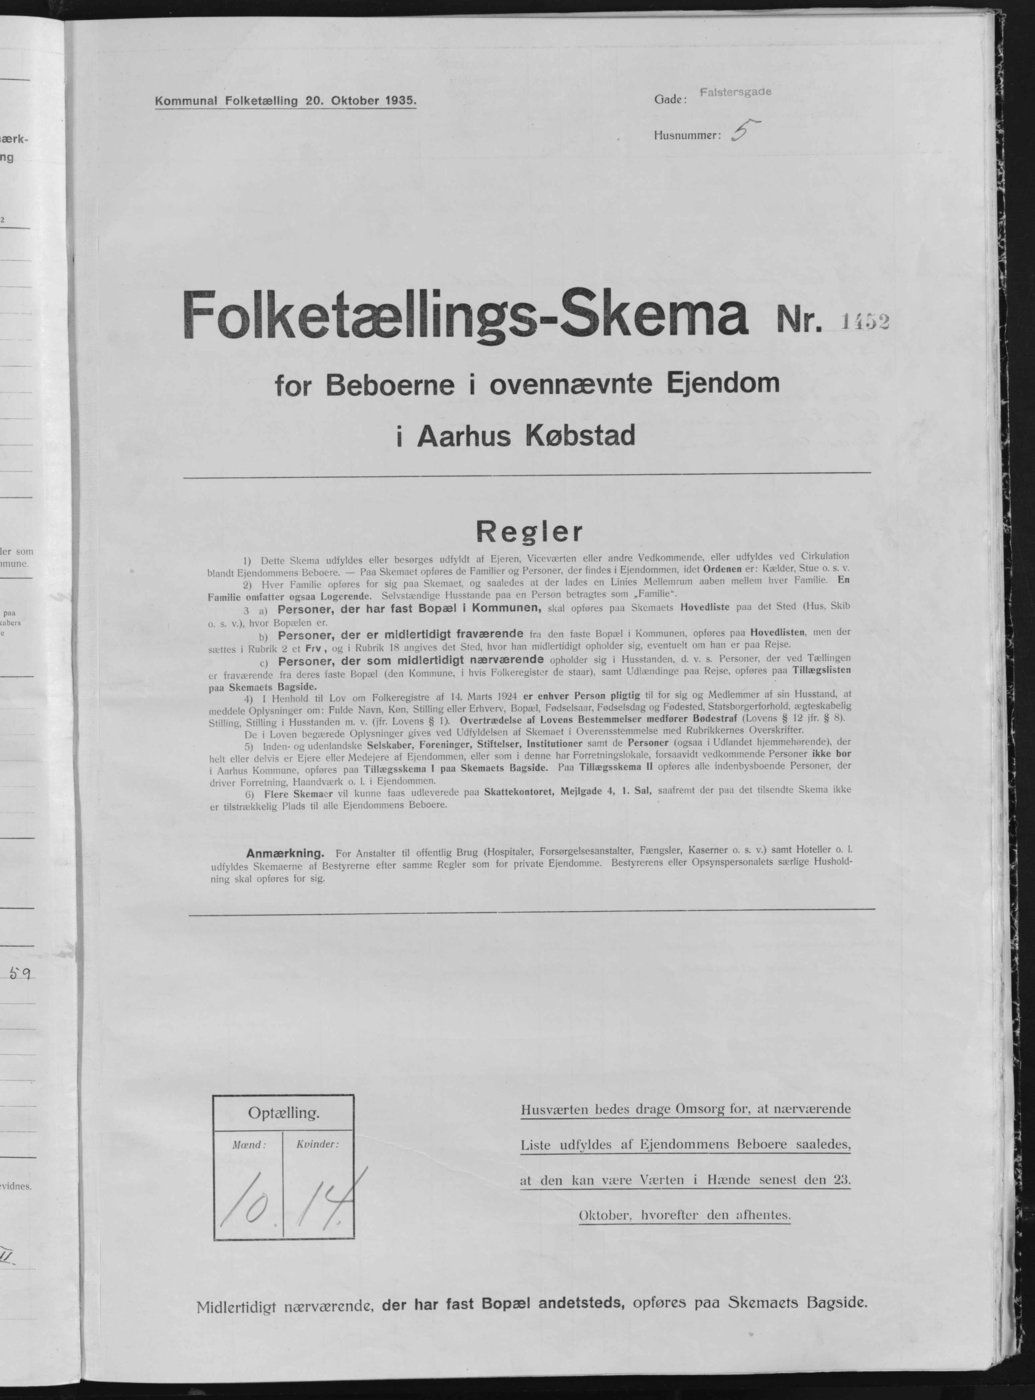 Kommunal Folketælling 20. Oktober 1935.
Gade: Falstersgade
Husnummer: 5
Folketællings-Skema Nr. 1452
for Beboerne i ovennævnte Ejendom
i Aarhus Købstad
Regler
1) Dette Skema udfyldes eller besørges udfyldt af Ejeren, Viceværten eller andre Vedkommende, eller udfyldes ved Cirkulation
blandt Ejendommens Beboere. — Paa Skemaet opføres de Familier og Personer, der findes i Ejendommen, idet Ordenen er: Kælder, Stue o. s. v.
2) Hver Familie opføres for sig paa Skemaet, og saaledes at der lades en Linies Mellemrum aaben mellem hver Familie. En
Familie omfatter ogsaa Logerende. Selvstændige Husstande paa en Person betragtes som „Familie“.
3 a) Personer, der har fast Bopæl i Kommunen, skal opføres paa Skemaets Hovedliste paa det Sted (Hus, Skib
o. s. v.), hvor Bopælen er.
b) Personer, der er midlertidigt fraværende fra den faste Bopæl i Kommunen, opføres paa Hovedlisten, men der
sættes i Rubrik 2 et Frv, og i Rubrik 18 angives det Sted, hvor han midlertidigt opholder sig, eventuelt om han er paa Rejse.
c) Personer, der som midlertidigt nærværende opholder sig i Husstanden, d. v. s. Personer, der ved Tællingen
er fraværende fra deres faste Bopæl (den Kommune, i hvis Folkeregister de staar), samt Udlændinge paa Rejse, opføres paa Tillægslisten
paa Skemaets Bagside.
4) I Henhold til Lov om Folkeregistre af 14. Marts 1924 er enhver Person pligtig til for sig og Medlemmer af sin Husstand, at
meddele Oplysninger om: Fulde Navn, Køn, Stilling eller Erhverv, Bopæl, Fødselsaar, Fødselsdag og Fødested, Statsborgerforhold, ægteskabelig
Stilling, Stilling i Husstanden m. v. (jfr. Lovens § 1). Overtrædelse af Lovens Bestemmelser medfører Bødestraf (Lovens § 12 jfr. § 8).
De i Loven begærede Oplysninger gives ved Udfyldelsen af Skemaet i Overensstemmelse med Rubrikkernes Overskrifter.
5) Inden- og udenlandske Selskaber, Foreninger, Stiftelser, Institutioner samt de Personer (ogsaa i Udlandet hjemmehørende), der
helt eller delvis er Ejere eller Medejere af Ejendommen, eller som i denne har Forretningslokale, forsaavidt vedkommende Personer ikke bor
i Aarhus Kommune, opføres paa Tillægsskema I paa Skemaets Bagside. Paa Tillægsskema II opføres alle indenbysboende Personer, der
driver Forretning, Haandværk o. l. i Ejendommen.
6) Flere Skemaer vil kunne faas udleverede paa Skattekontoret, Mejlgade 4, 1. Sal, saafremt der paa det tilsendte Skema ikke
er tilstrækkelig Plads til alle Ejendommens Beboere.
Anmærkning. For Anstalter til offentlig Brug (Hospitaler, Forsørgelsesanstalter, Fængsler, Kaserner o. s. v.) samt Hoteller o. l.
udfyldes Skemaerne af Bestyrerne efter samme Regler som for private Ejendomme. Bestyrerens eller Opsynspersonalets særlige Hushold-
ning skal opføres for sig.
Optælling.
Mænd: Kvinder:
10. 14.
Husværten bedes drage Omsorg for, at nærværende
Liste udfyldes af Ejendommens Beboere saaledes,
at den kan være Værten i Hænde senest den 23.
Oktober, hvorefter den afhentes.
Midlertidigt nærværende, der har fast Bopæl andetsteds, opføres paa Skemaets Bagside.
59